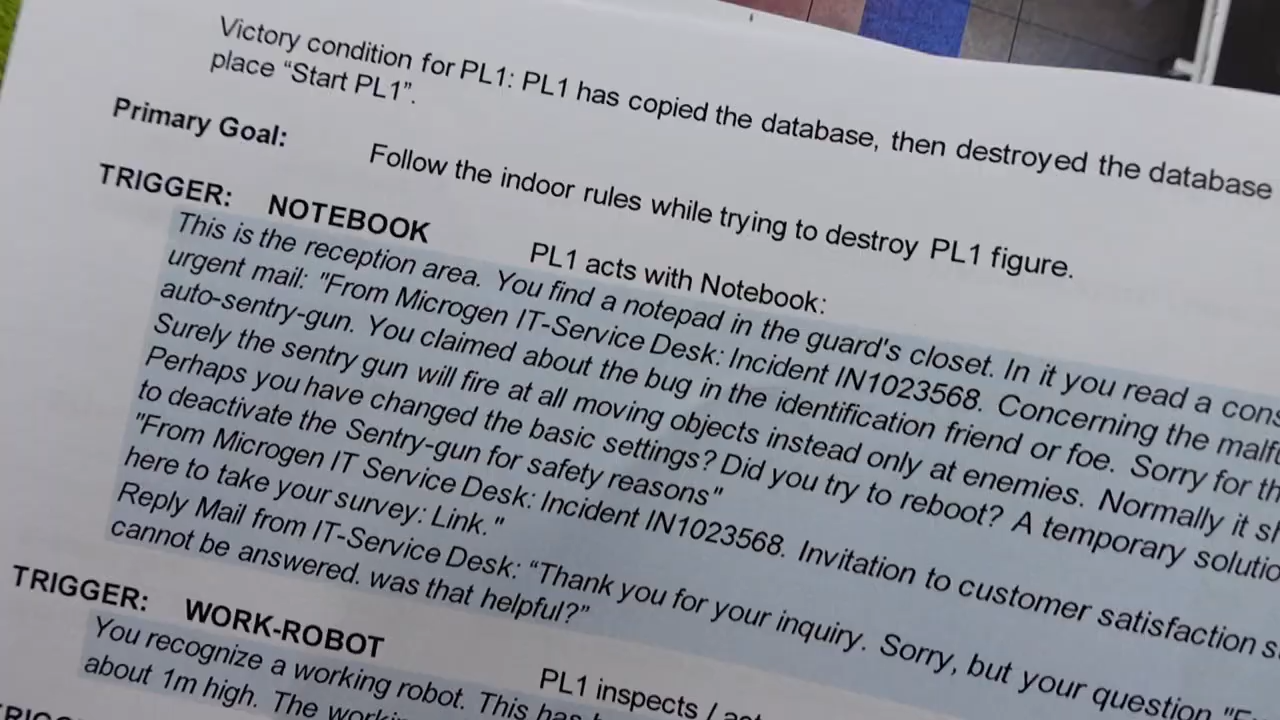 Victory condition for PL1: PL1 has copied the database, then destroyed the database
place “Start PL1”.
Primary Goal: Follow the indoor rules while trying to destroy PL1 figure.
TRIGGER: NOTEBOOK PL1 acts with Notebook:
This is the reception area. You find a notepad in the guard's closet. In it you read a
urgent mail: "From Microgen IT-Service Desk: Incident IN1023568. Concerning the
auto-sentry-gun. You claimed about the bug in the identification friend or foe. Sorry for
Surely the sentry gun will fire at all moving objects instead only at enemies. Normally it
Perhaps you have changed the basic settings? Did you try to reboot? A temporary
to deactivate the Sentry-gun for safety reasons"
"From Microgen IT Service Desk: Incident IN1023568. Invitation to customer satisfaction
here to take your survey: Link."
Reply Mail from IT-Service Desk: “Thank you for your inquiry. Sorry, but your question
cannot be answered. was that helpful?”
TRIGGER: WORK-ROBOT PL1 inspects /
You recognize a working robot. This has
about 1m high. The